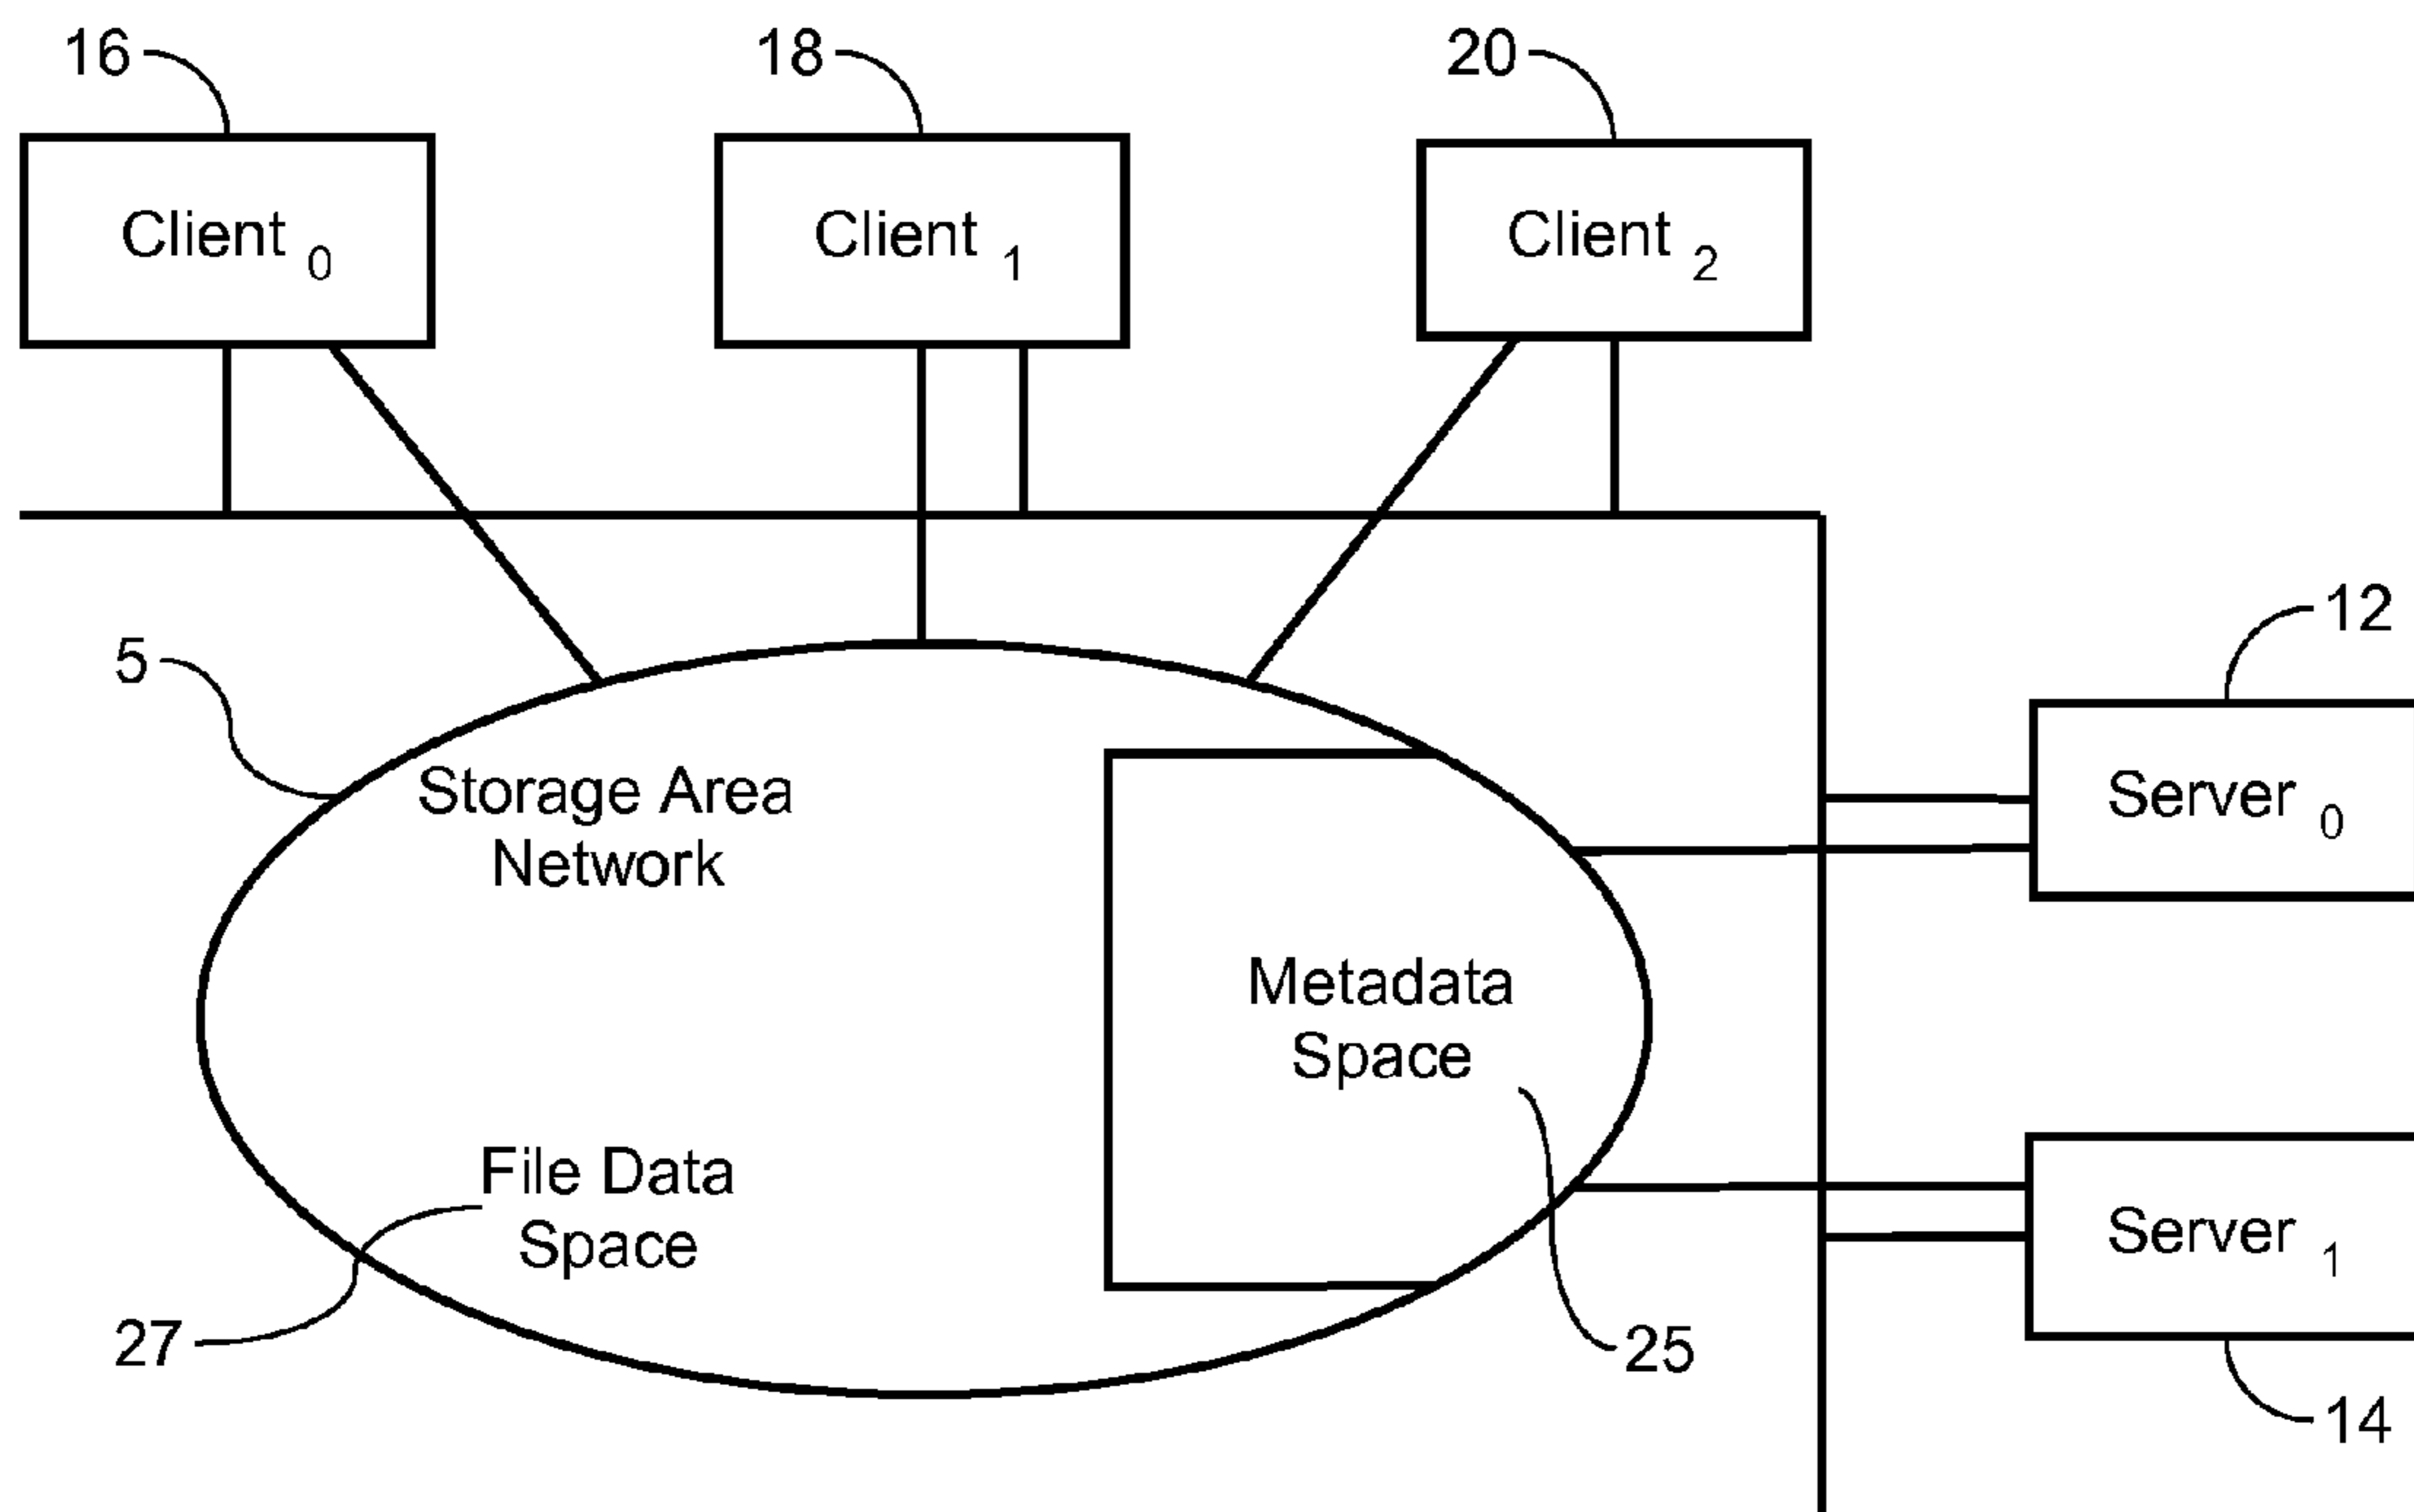 16
18
20
Client 0
Client 1
Client 2
12
5
Storage Area
Network
Server 0
Metadata
Space
File Data
Space
Server 1
27
25
14